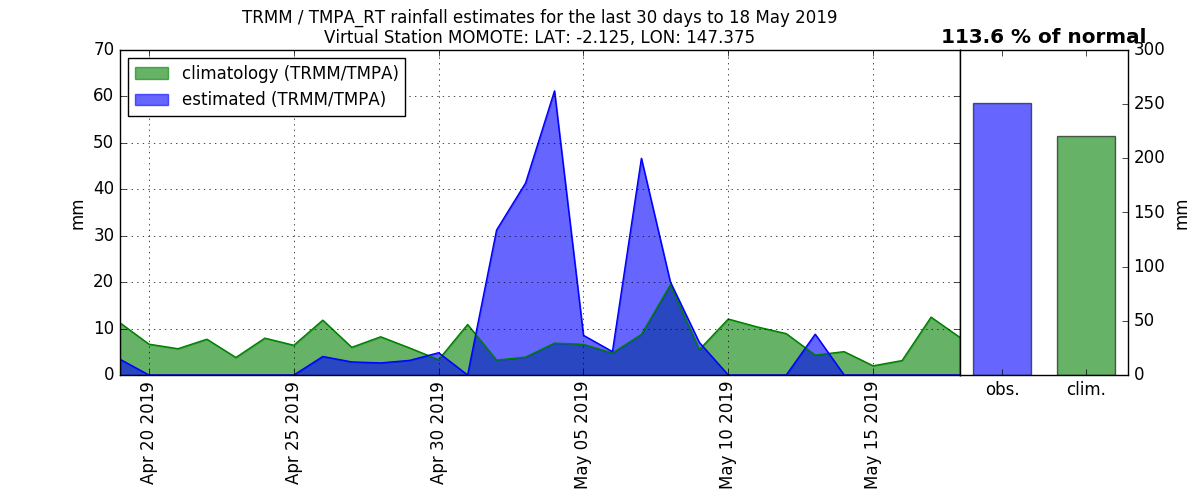 TRMM / TMPA_RT rainfall estimates for the last 30 days to 18 May 2019
Virtual Station MOMOTE: LAT: -2.125, LON: 147.375
113.6 % of normal
climatology (TRMM/TMPA)
estimated (TRMM/TMPA)
mm
70
60
50
40
30
20
10
0
Apr 20 2019
Apr 25 2019
Apr 30 2019
May 05 2019
May 10 2019
May 15 2019
300
250
200
150
100
50
0
mm
obs.
clim.